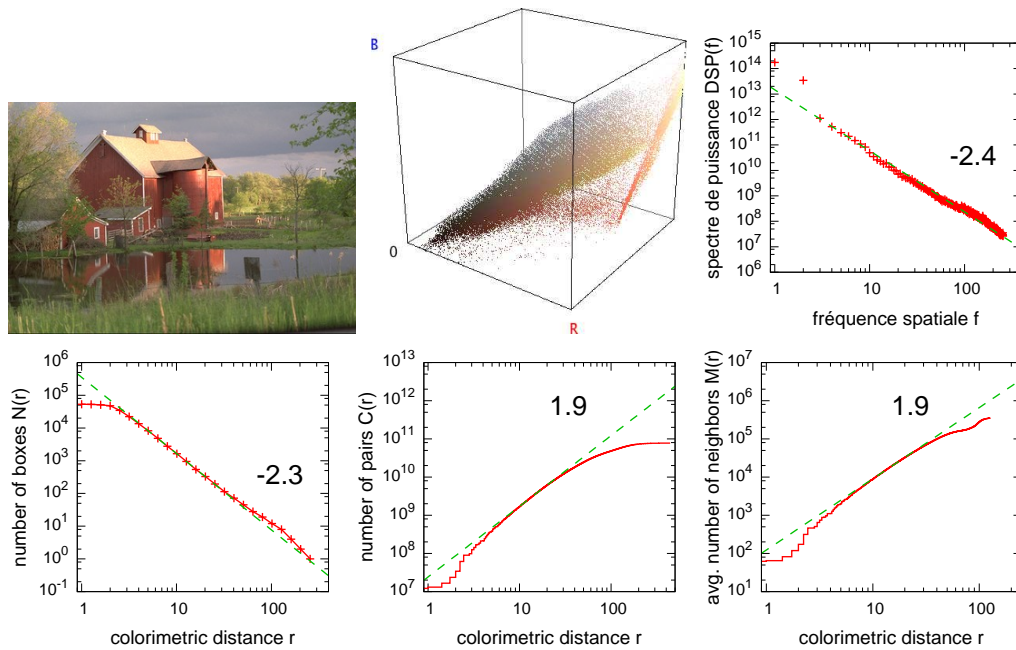 B
0
R
spectre de puissance DSP(f)
10^15
10^14
10^13
10^12
10^11
10^10
10^9
10^8
10^7
10^6
-2.4
1 10 100
fréquence spatiale f
number of boxes N(r)
10^6
10^5
10^4
10^3
10^2
10^1
10^0
10^-1
-2.3
1 10 100
colorimetric distance r
number of pairs C(r)
10^13
10^12
10^11
10^10
10^9
10^8
10^7
1.9
1 10 100
colorimetric distance r
avg. number of neighbors M(r)
10^7
10^6
10^5
10^4
10^3
10^2
10^1
1.9
1 10 100
colorimetric distance r